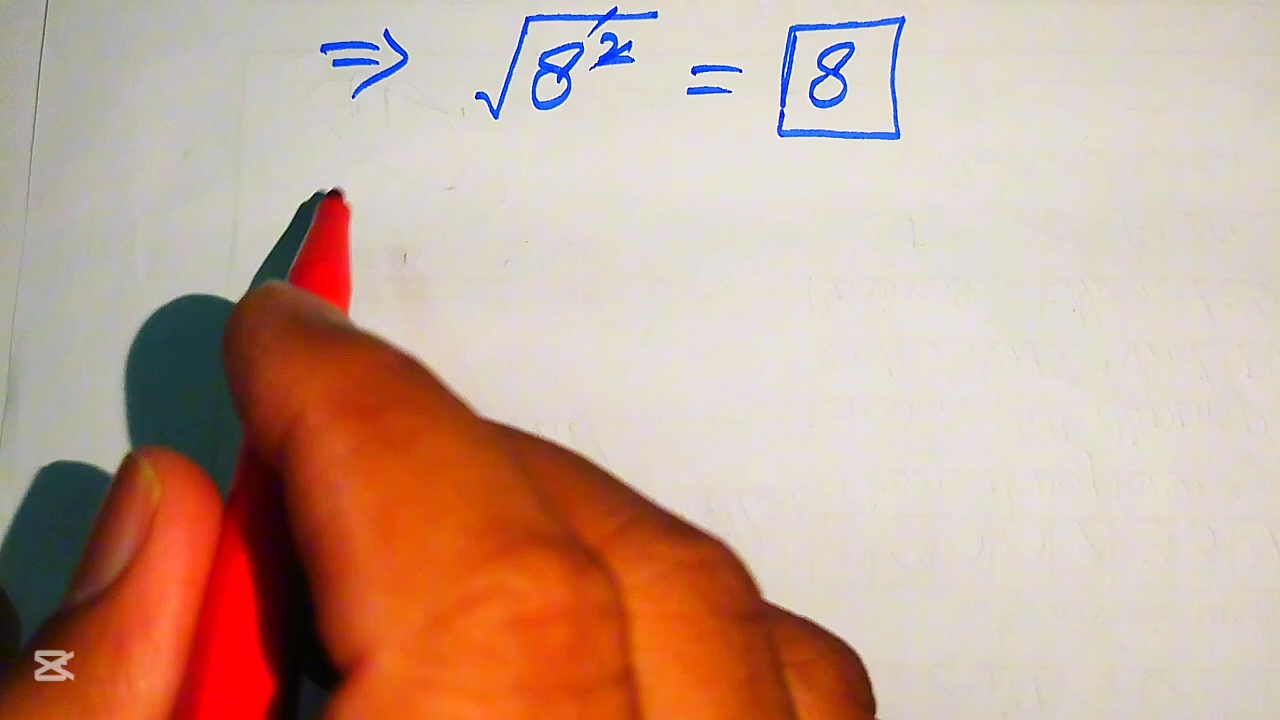 ⇒ √8² = 8